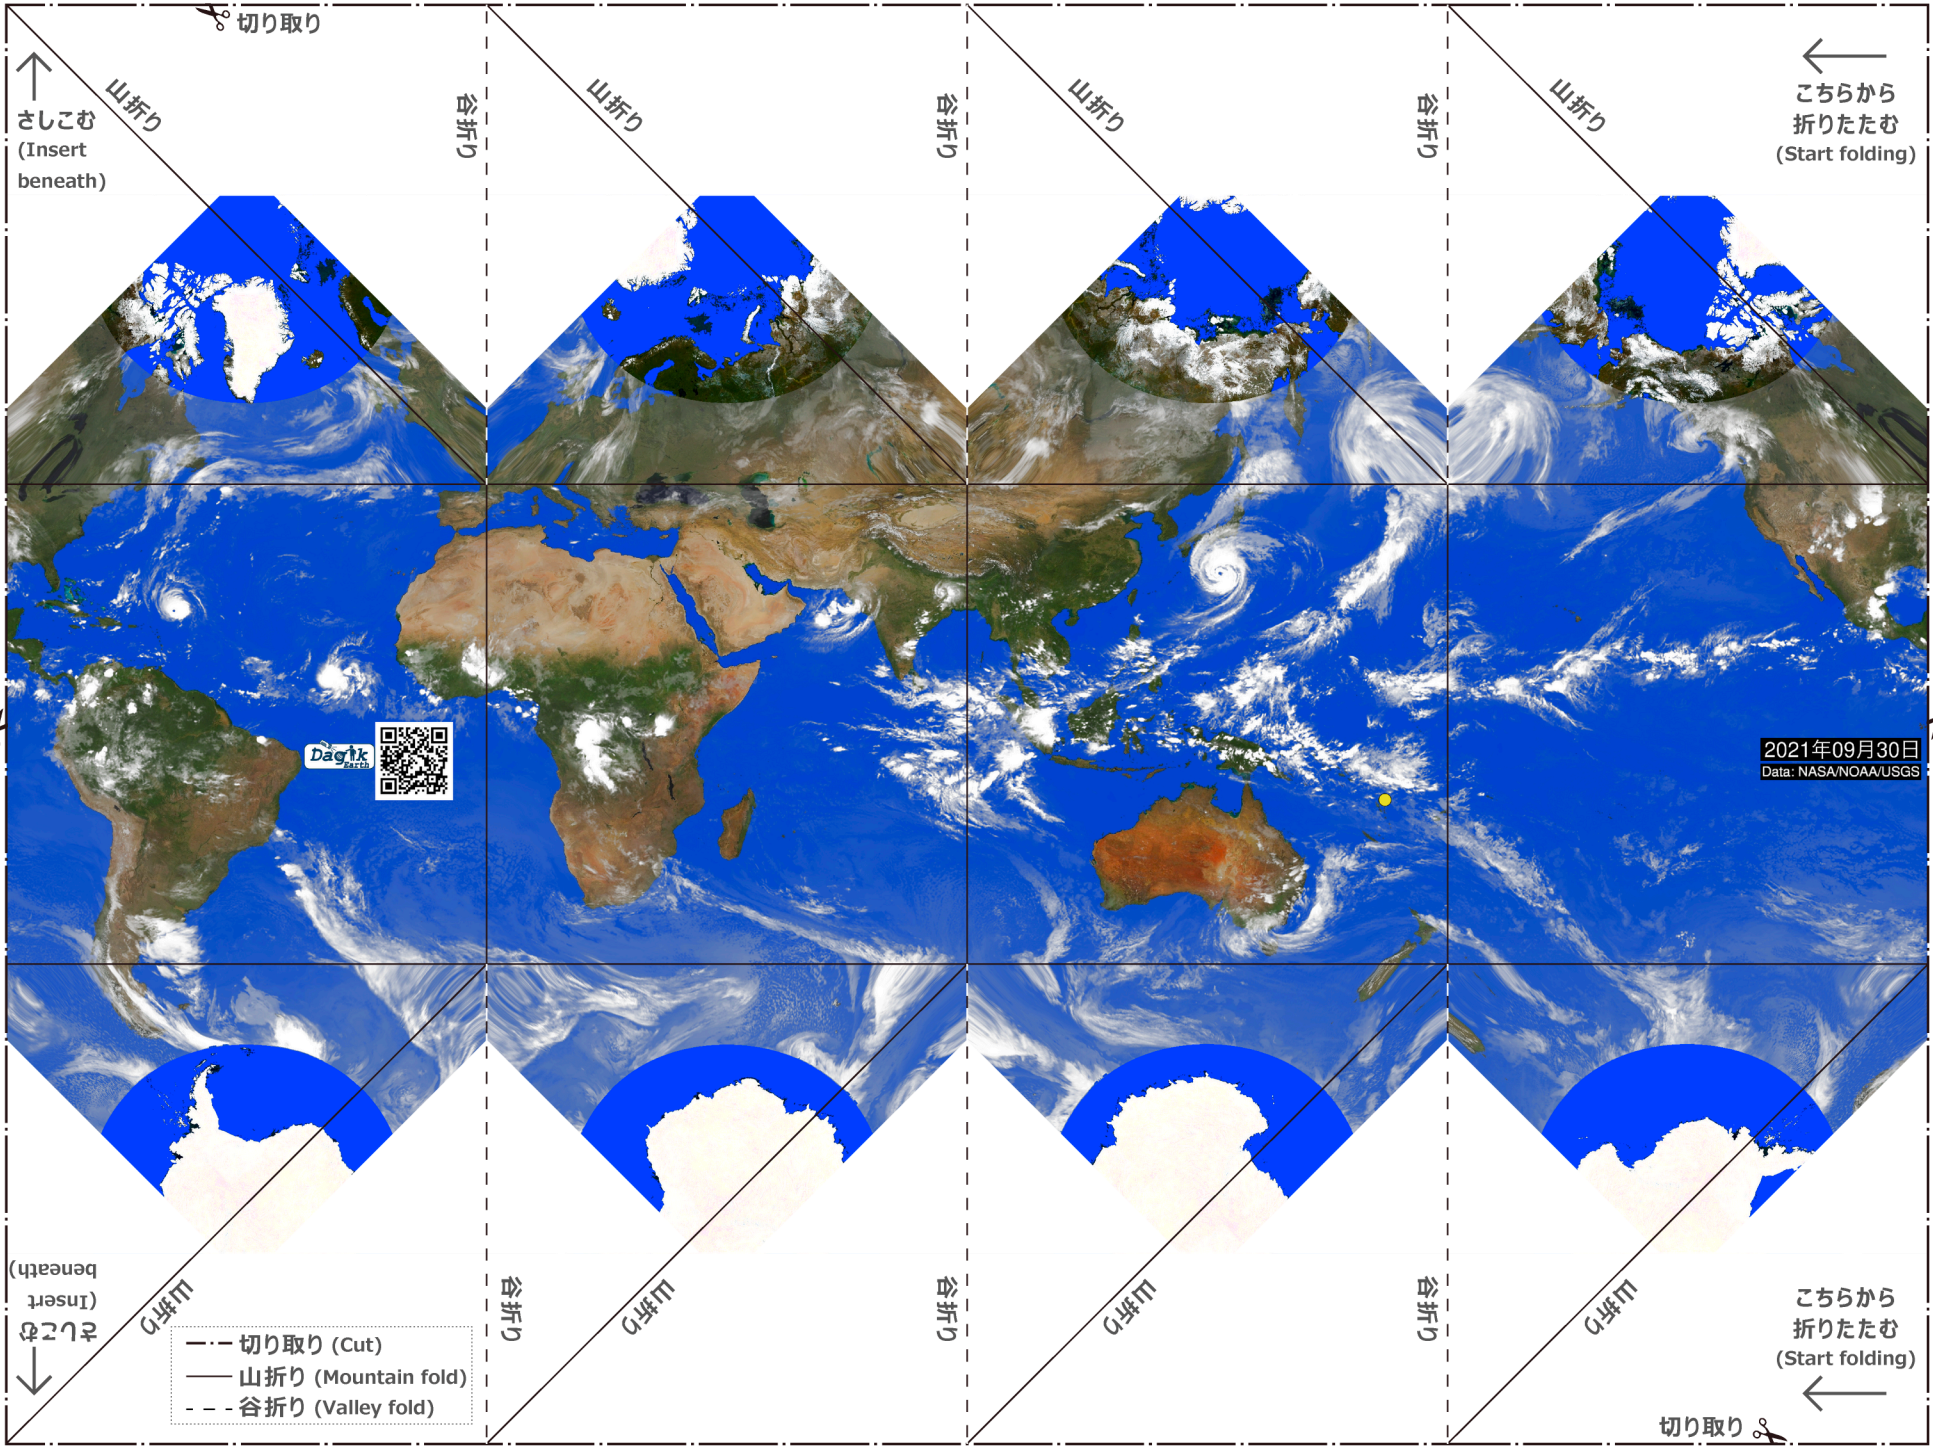 切り取り
さしこむ
(Insert
beneath)
山折り
谷折り
山折り
谷折り
山折り
谷折り
山折り
こちらから
折りたたむ
(Start folding)
Dagik
Earth
2021年09月30日
Data: NASA/NOAA/USGS
さしこむ
(Insert
beneath)
山折り
谷折り
山折り
谷折り
山折り
谷折り
山折り
こちらから
折りたたむ
(Start folding)
切り取り (Cut)
山折り (Mountain fold)
谷折り (Valley fold)
切り取り